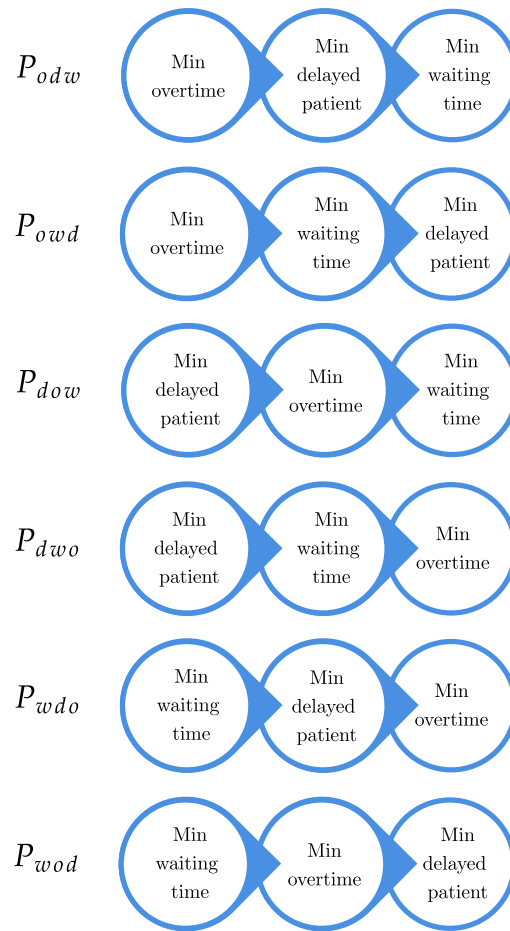 P_odw
Min
overtime
Min
delayed
patient
Min
waiting
time
P_owd
Min
overtime
Min
waiting
time
Min
delayed
patient
P_dow
Min
delayed
patient
Min
overtime
Min
waiting
time
P_dwo
Min
delayed
patient
Min
waiting
time
Min
overtime
P_wdo
Min
waiting
time
Min
delayed
patient
Min
overtime
P_wod
Min
waiting
time
Min
overtime
Min
delayed
patient